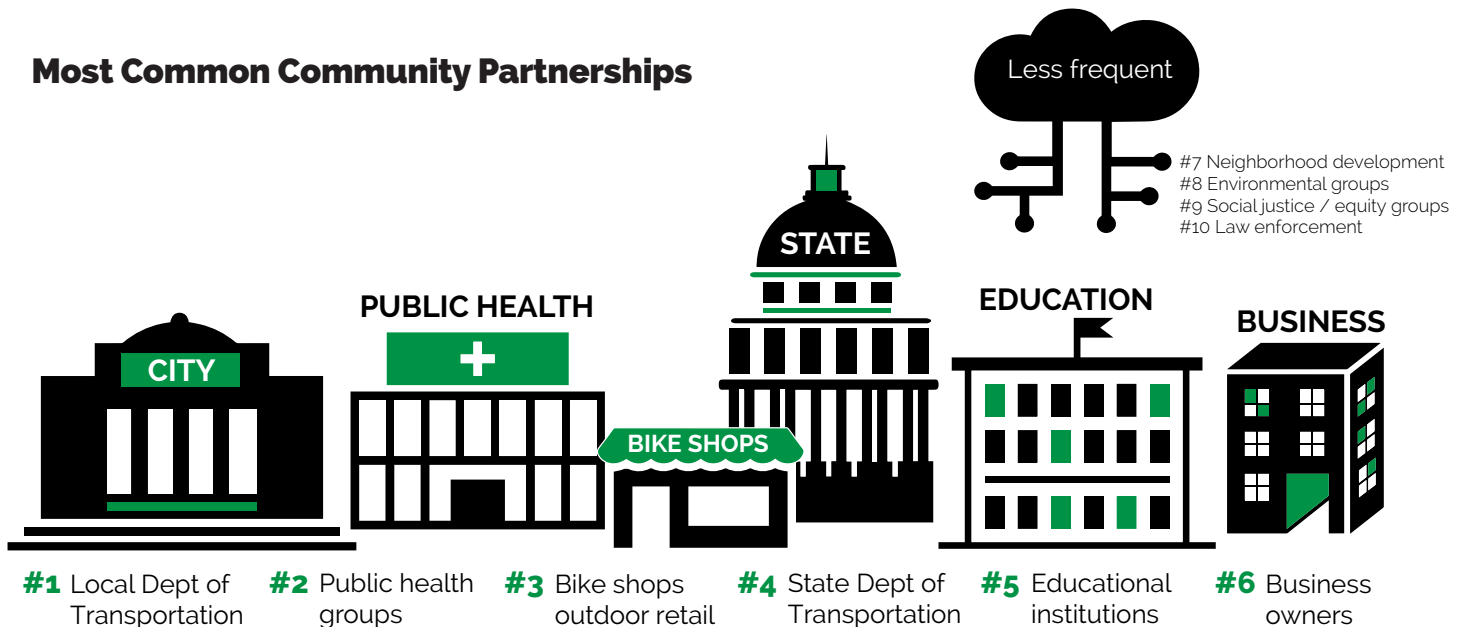 Most Common Community Partnerships
Less frequent
#7 Neighborhood development
#8 Environmental groups
#9 Social justice / equity groups
#10 Law enforcement
CITY
PUBLIC HEALTH
BIKE SHOPS
STATE
EDUCATION
BUSINESS
#1 Local Dept of
Transportation
#2 Public health
groups
#3 Bike shops
outdoor retail
#4 State Dept of
Transportation
#5 Educational
institutions
#6 Business
owners